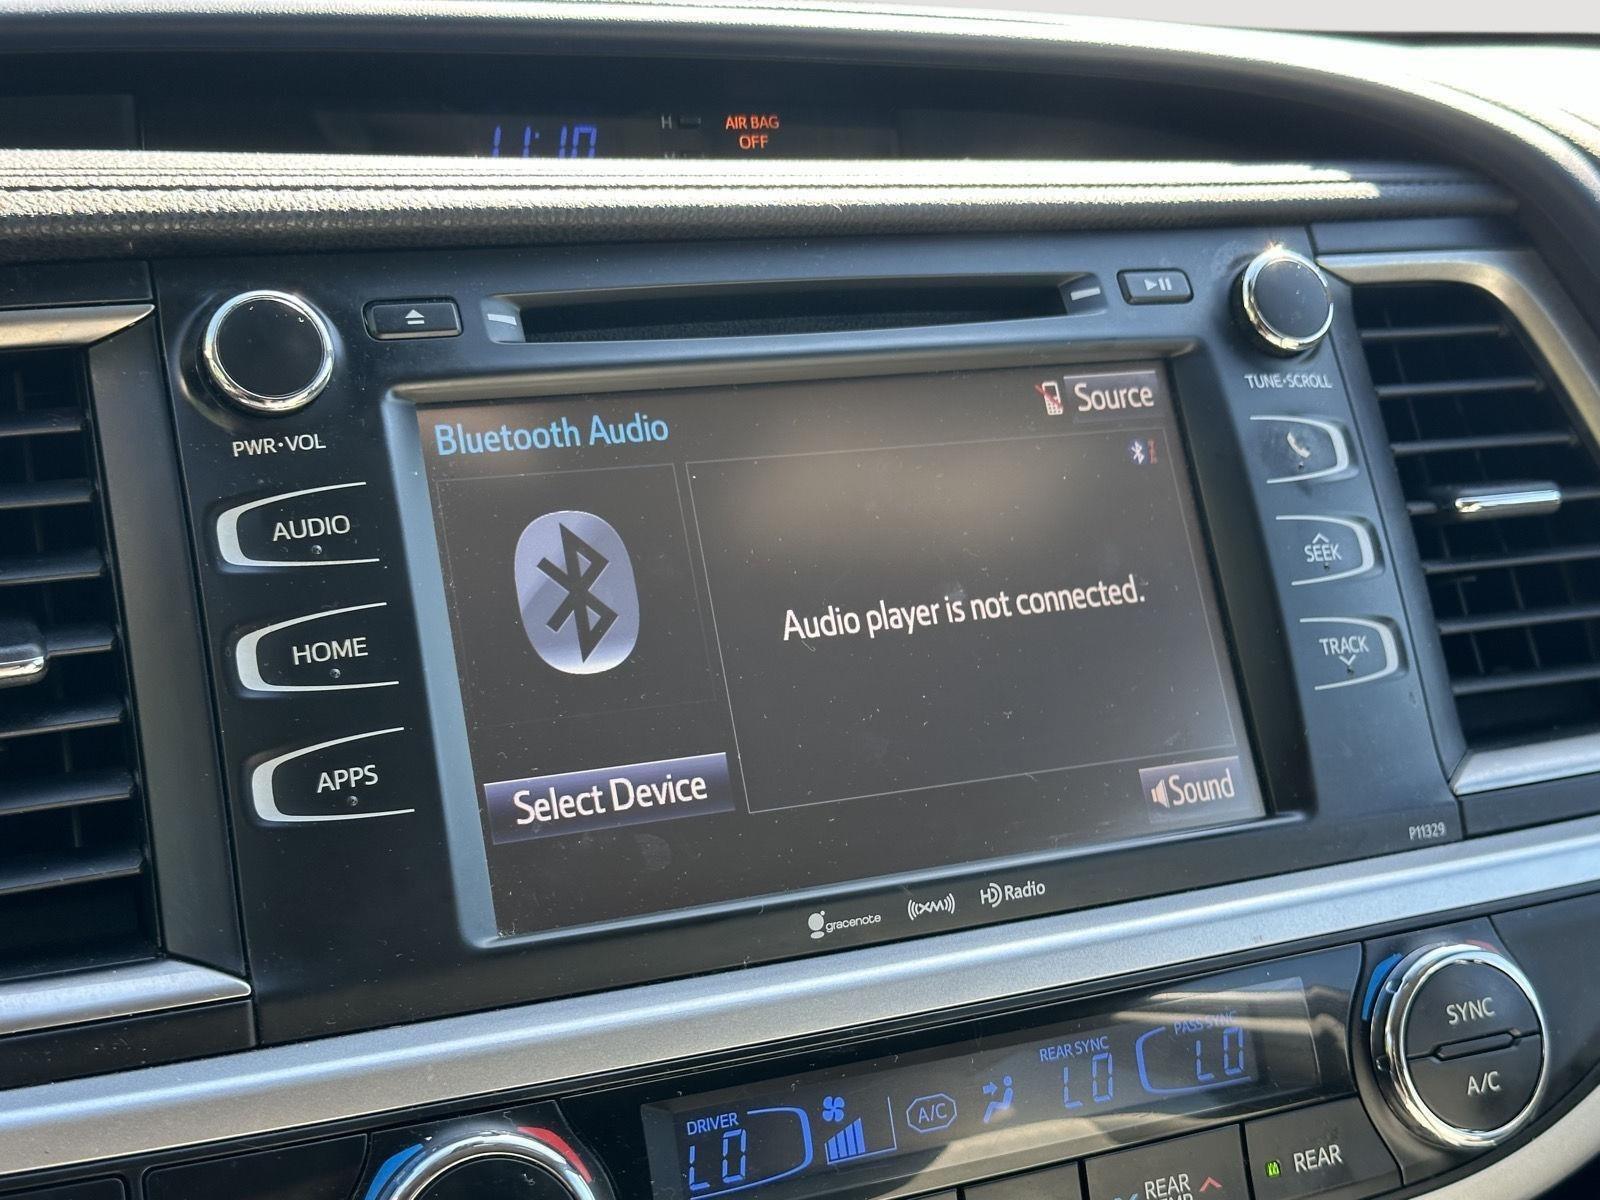 11:10
H
AIR BAG
OFF
PWR•VOL
TUNE•SCROLL
Bluetooth Audio
Source
AUDIO
HOME
APPS
Audio player is not connected.
SEEK
TRACK
Select Device
Sound
P11329
gracenote
((XM))
HD Radio
SYNC
A/C
DRIVER
LO
A/C
REAR SYNC
LO
PASS SYNC
LO
REAR
REAR